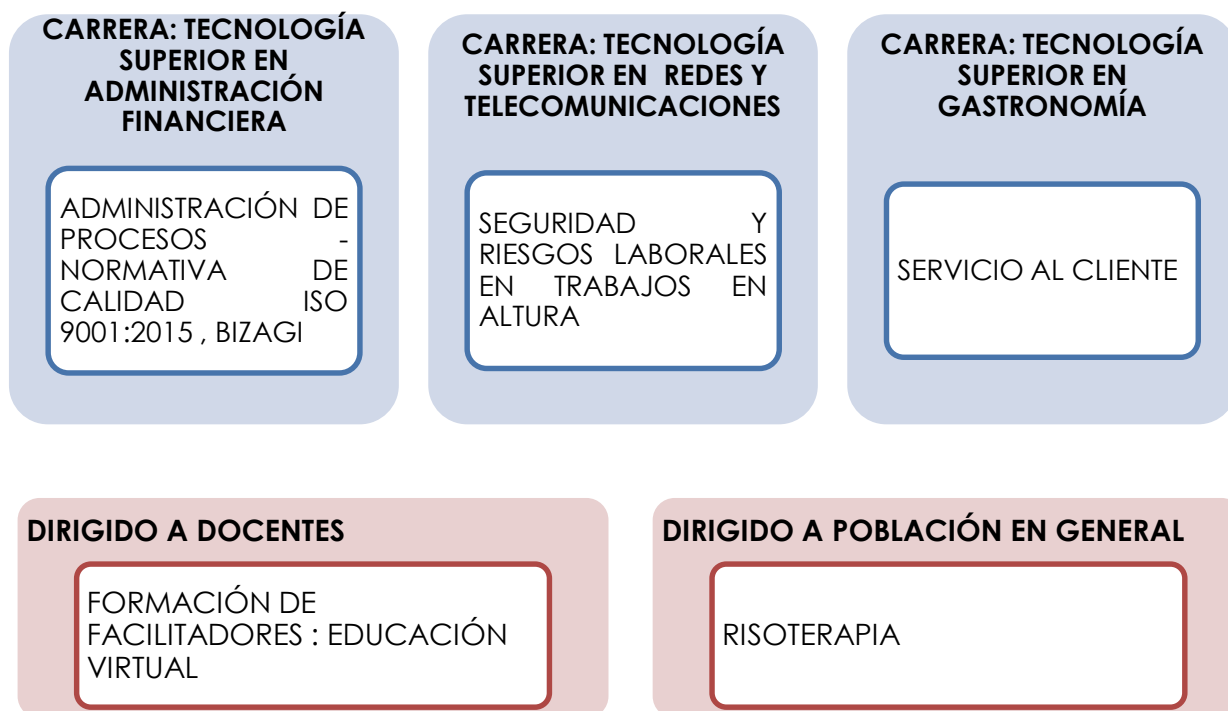 CARRERA: TECNOLOGÍA
SUPERIOR EN
ADMINISTRACIÓN
FINANCIERA
ADMINISTRACIÓN DE
PROCESOS -
NORMATIVA DE
CALIDAD ISO
9001:2015 , BIZAGI
CARRERA: TECNOLOGÍA
SUPERIOR EN REDES Y
TELECOMUNICACIONES
SEGURIDAD Y
RIESGOS LABORALES
EN TRABAJOS EN
ALTURA
CARRERA: TECNOLOGÍA
SUPERIOR EN
GASTRONOMÍA
SERVICIO AL CLIENTE
DIRIGIDO A DOCENTES
FORMACIÓN DE
FACILITADORES : EDUCACIÓN
VIRTUAL
DIRIGIDO A POBLACIÓN EN GENERAL
RISOTERAPIA